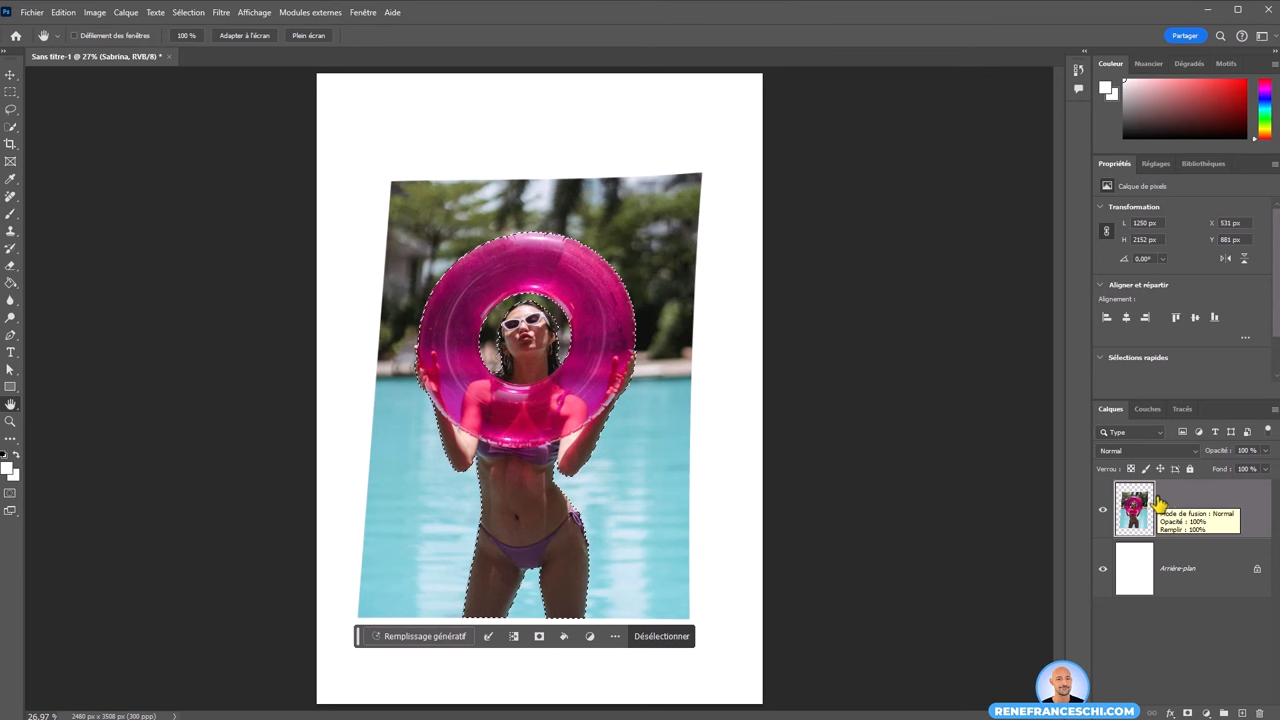 Ps Fichier Edition Image Calque Texte Sélection Filtre Affichage Modules externes Fenêtre Aide
Défilement des fenêtres 100 % Adapter à l'écran Plein écran Partager
Sans titre-1 @ 27% (Sabrina, RVB/8) *
Couleur Nuancier Dégradés Motifs
Propriétés Réglages Bibliothèques
Calque de pixels
Transformation
L 1250 px X 531 px
H 2152 px Y 881 px
0,00°
Aligner et répartir
Alignement :
Sélections rapides
Calques Couches Tracés
Type
Normal Opacité : 100 %
Verrou : Fond : 100 %
Mode de fusion : Normal
Opacité : 100%
Remplir : 100%
Arrière-plan
Remplissage génératif Désélectionner
RENEFRANCESCHI.COM
26,97 % 2480 px x 3508 px (300 ppp)